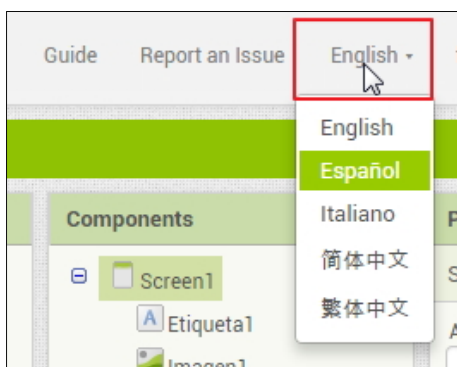 Guide Report an Issue English
English
Español
Italiano
简体中文
繁体中文
Components
Screen1
Etiqueta1
Imagen1